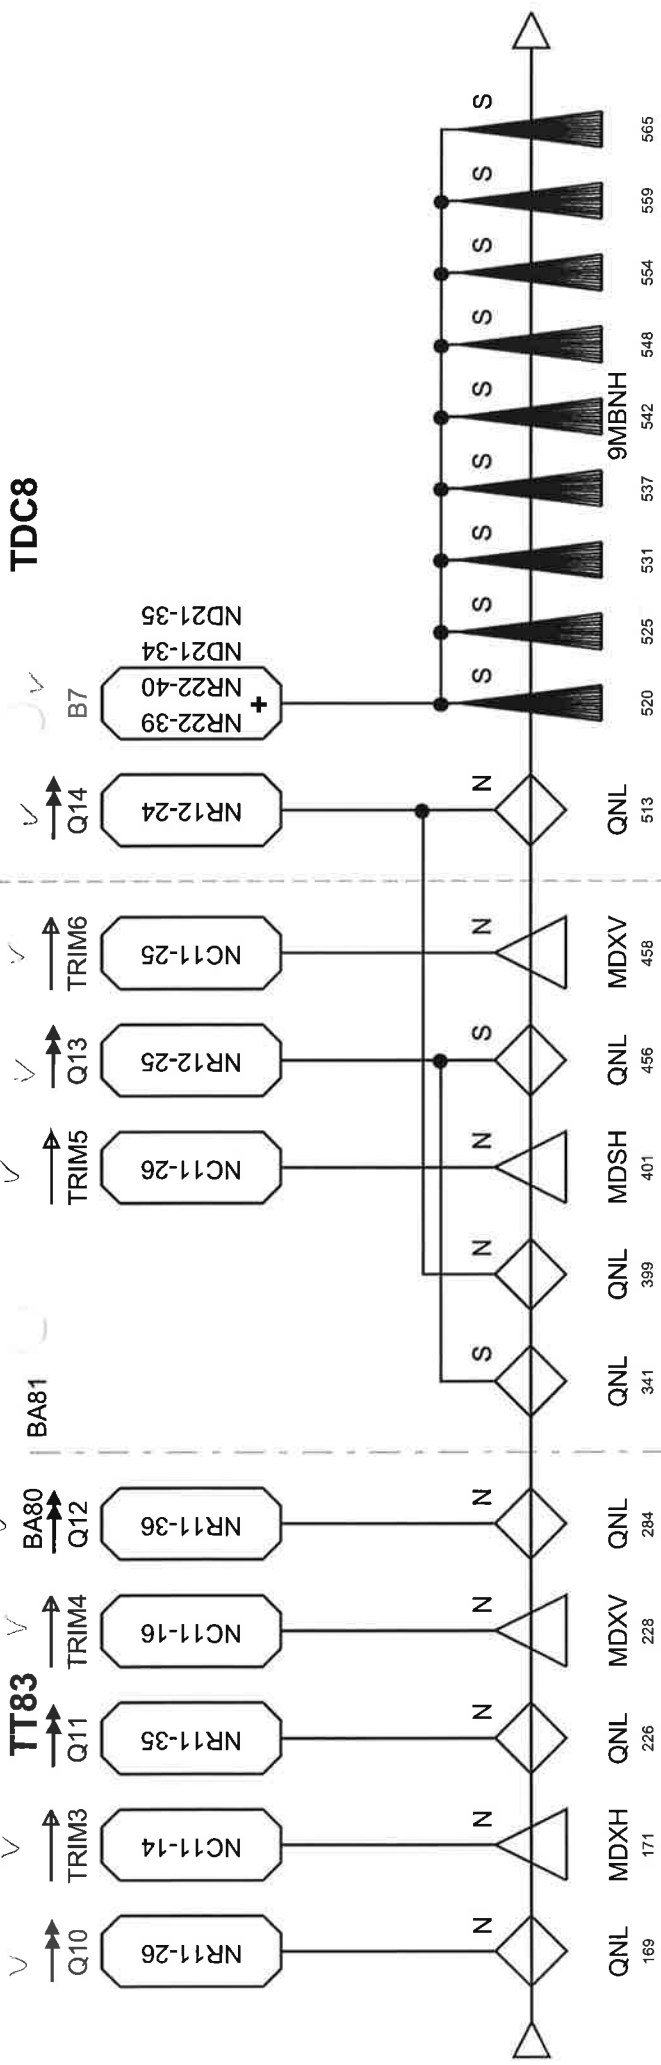 TT83
TDC8
BA80
BA81
Q10
TRIM3
Q11
TRIM4
Q12
TRIM5
Q13
TRIM6
Q14
B7
NR11-26
NC11-14
NR11-35
NC11-16
NR11-36
NC11-26
NR12-25
NC11-25
NR12-24
NR22-39
NR22-40
ND21-34
ND21-35
+
N
N
N
N
N
S
N
N
S
N
N
S
S
S
S
S
S
S
S
S
QNL
MDXH
QNL
MDXV
QNL
QNL
QNL
MDSH
QNL
MDXV
QNL
9MBNH
169
171
226
228
284
341
399
401
456
458
513
520
525
531
537
542
548
554
559
565